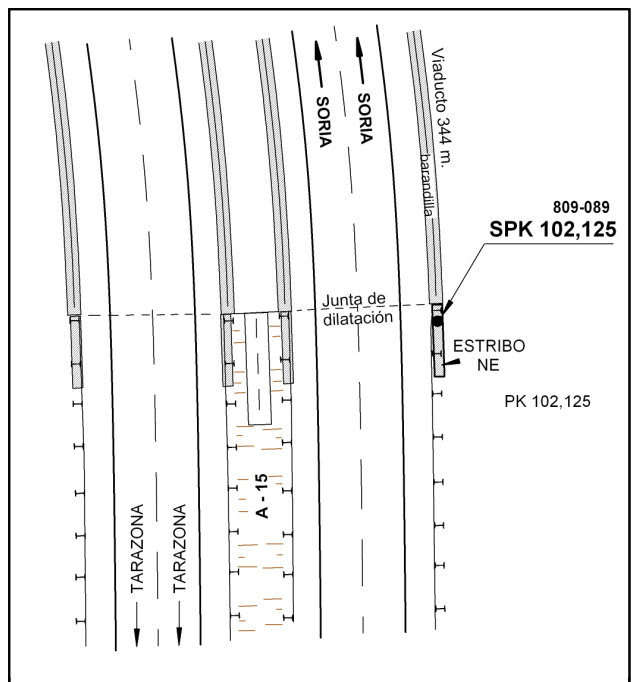 SORIA
SORIA
Viaducto 344 m.
barandilla
809-089
SPK 102,125
Junta de
dilatación
ESTRIBO
NE
PK 102,125
A - 15
TARAZONA
TARAZONA